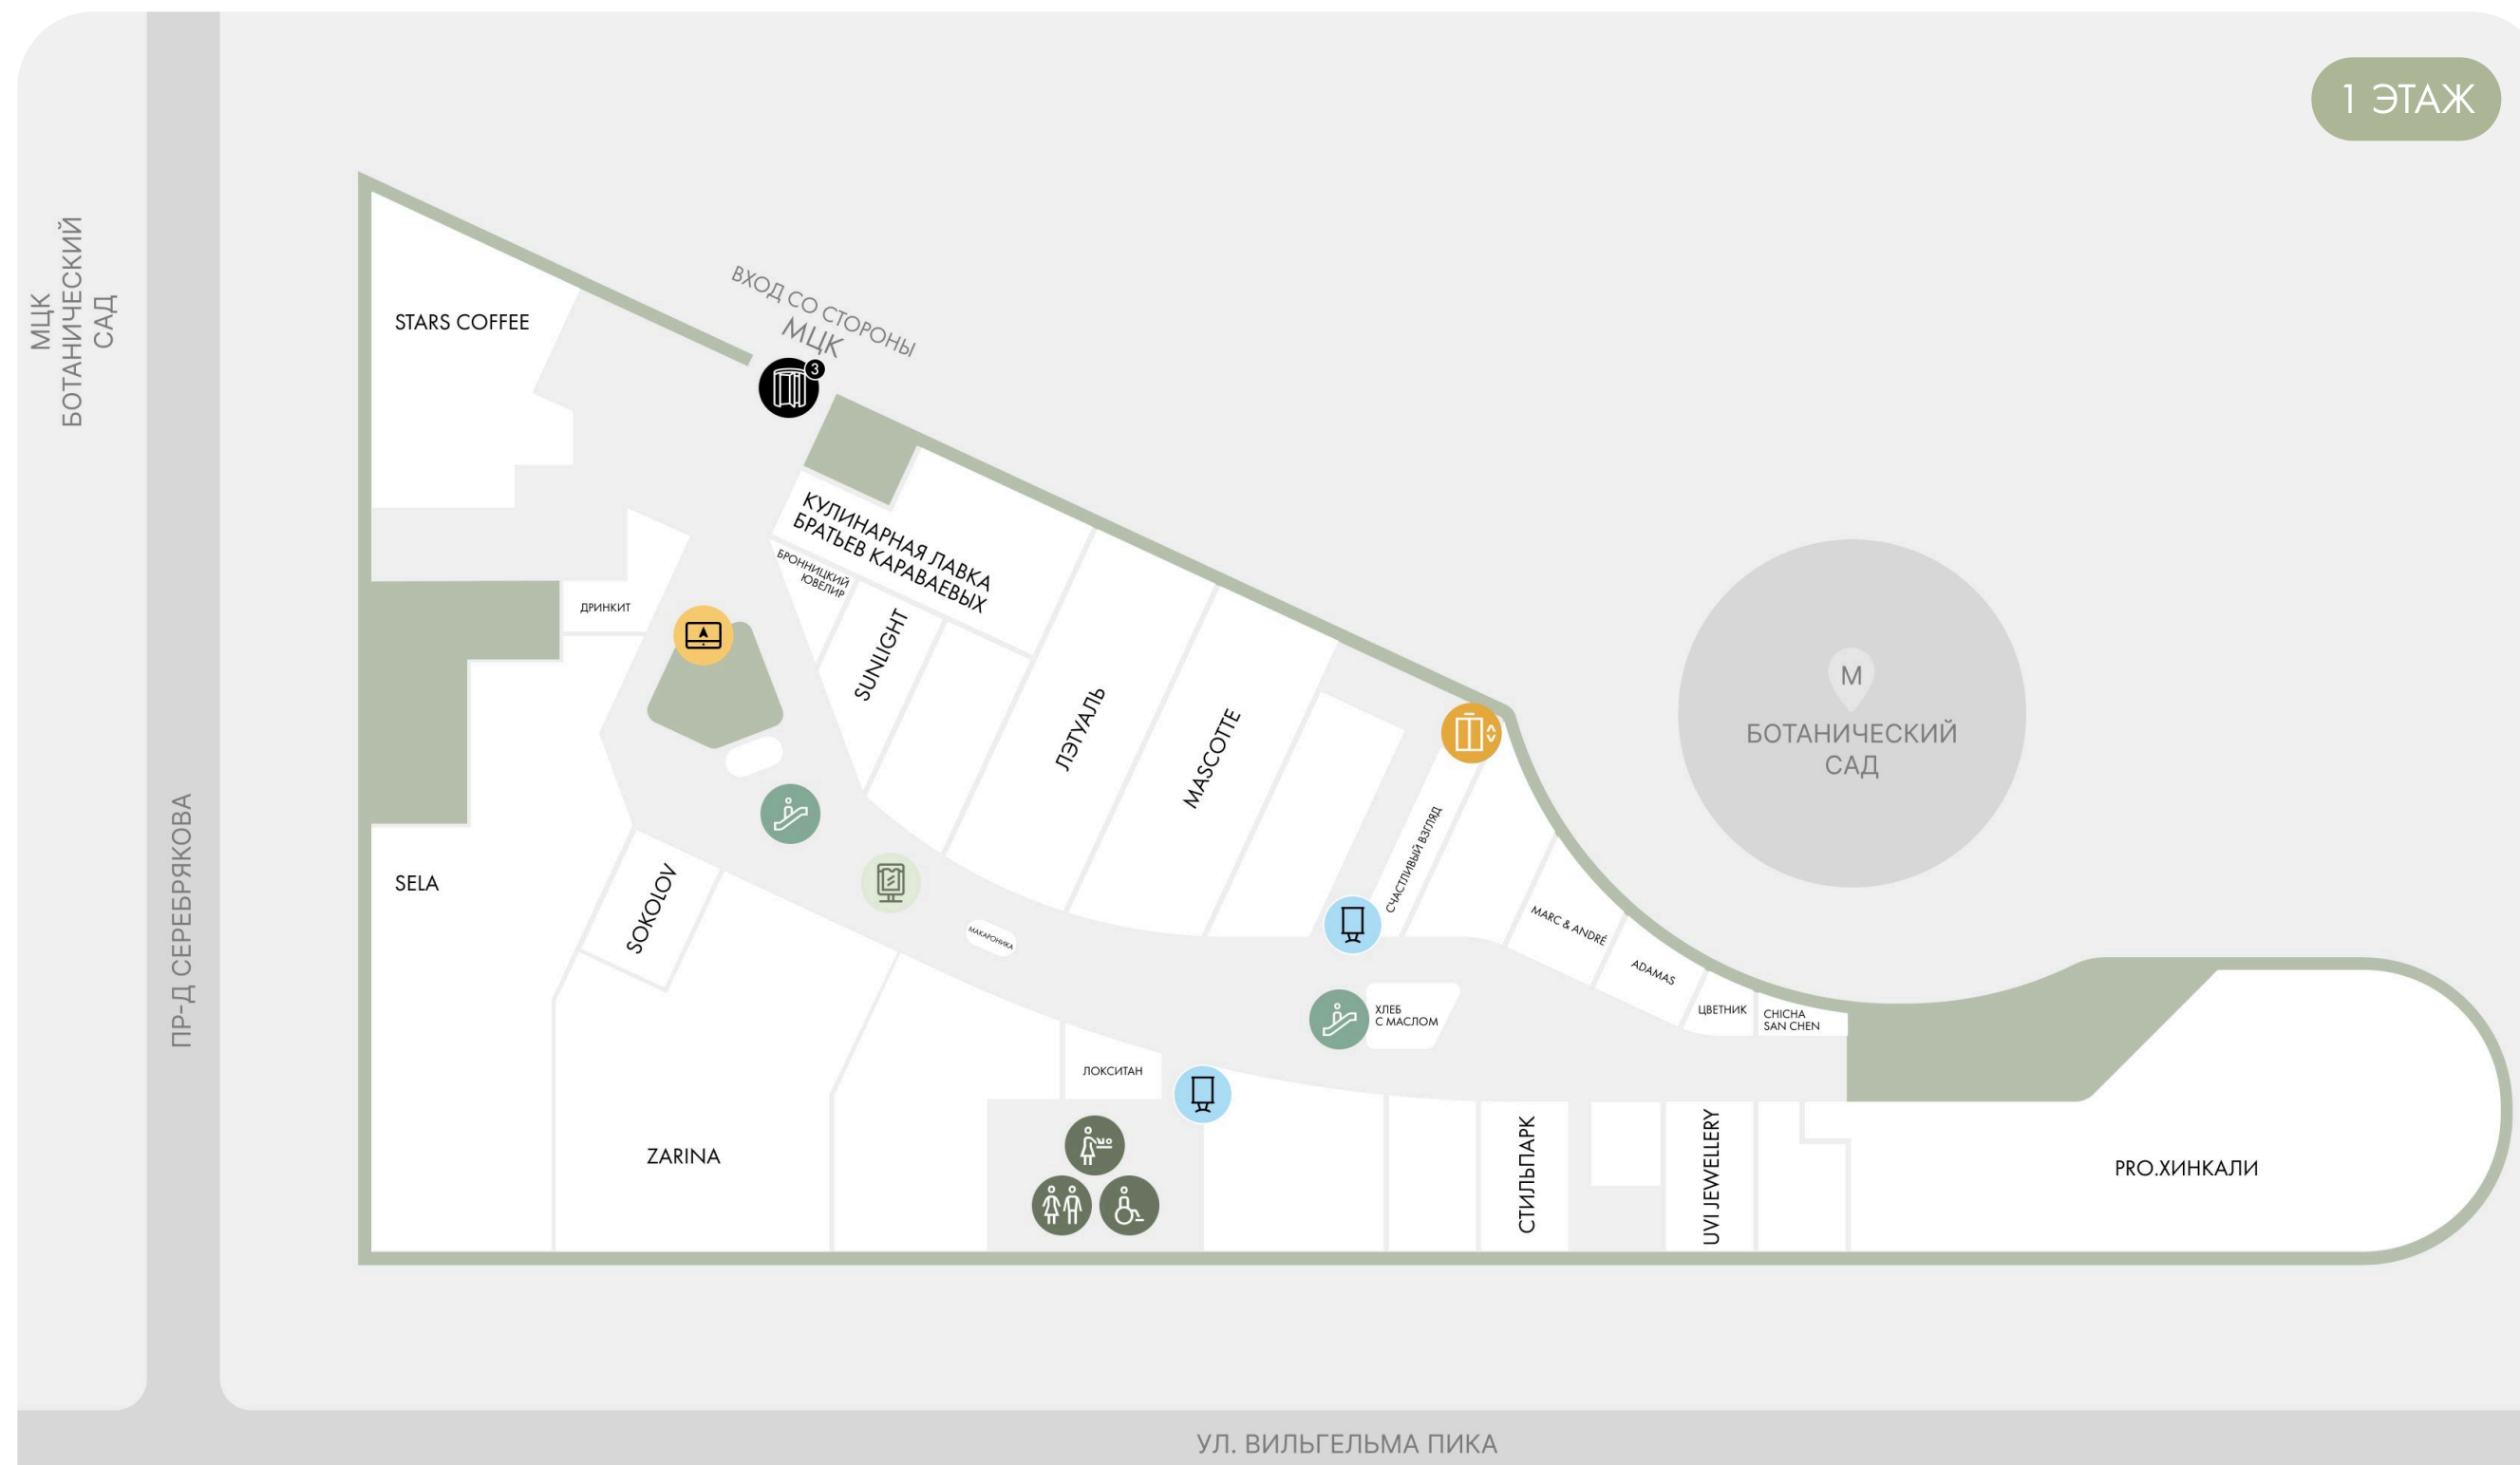 1 ЭТАЖ
МЦК
БОТАНИЧЕСКИЙ
САД
ПР-Д СЕРЕБРЯКОВА
ВХОД СО СТОРОНЫ
МЦК
3
STARS COFFEE
КУЛИНАРНАЯ ЛАВКА
БРАТЬЕВ КАРАВАЕВЫХ
БРОННИЦКИЙ
ЮВЕЛИР
ДРИНКИТ
SUNLIGHT
ЛЭТУАЛЬ
MASCOTTE
СЧАСТЛИВЫЙ ВЗГЛЯД
М
БОТАНИЧЕСКИЙ
САД
SELA
SOKOLOV
МАКАРОНИКА
MARC & ANDRÉ
ADAMAS
ЦВЕТНИК
CHICHA
SAN CHEN
ХЛЕБ
С МАСЛОМ
ЛОКСИТАН
ZARINA
СТИЛЬПАРК
UVI JEWELLERY
PRO.ХИНКАЛИ
УЛ. ВИЛЬГЕЛЬМА ПИКА